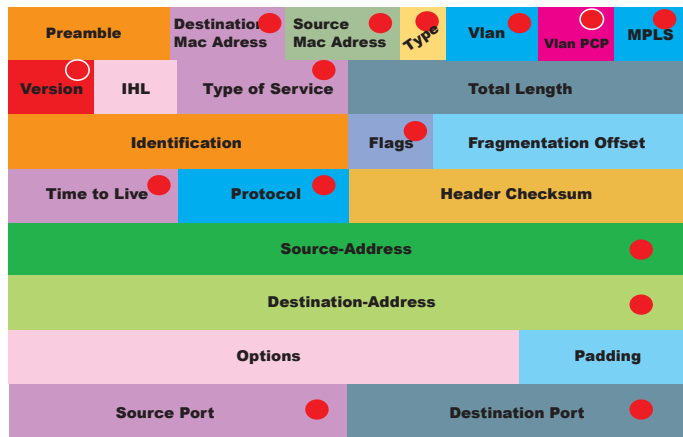 Preamble
Destination
Mac Adress
Source
Mac Adress
Type
Vlan
Vlan PCP
MPLS
Version
IHL
Type of Service
Total Length
Identification
Flags
Fragmentation Offset
Time to Live
Protocol
Header Checksum
Source-Address
Destination-Address
Options
Padding
Source Port
Destination Port